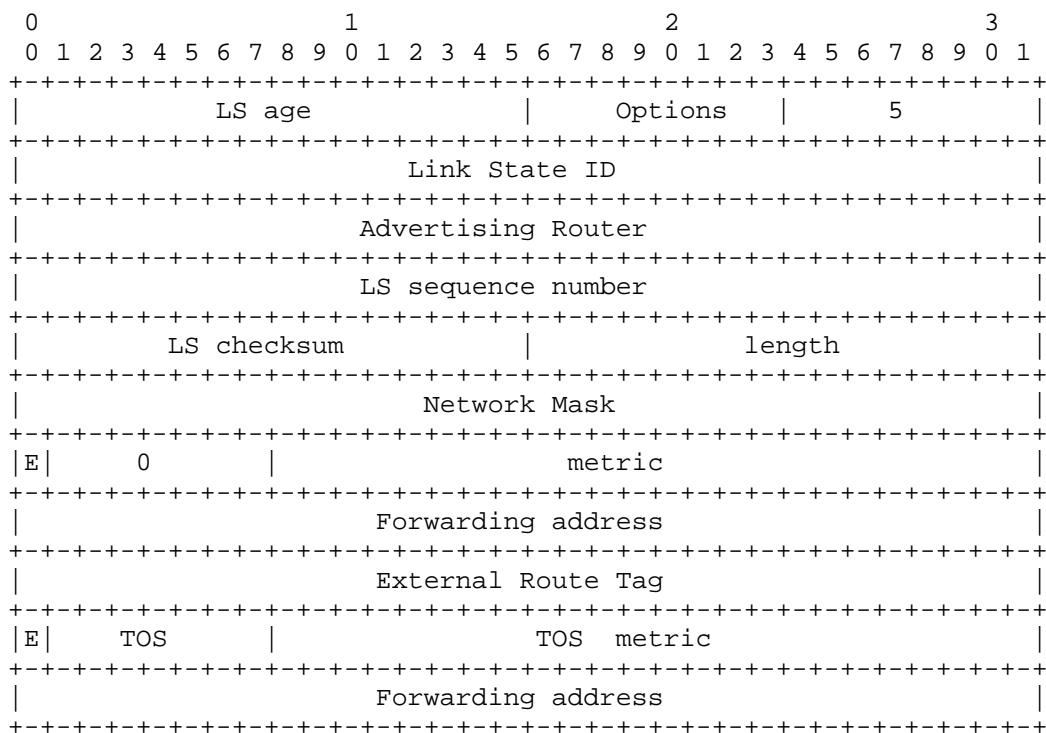 0                   1                   2                   3
 0 1 2 3 4 5 6 7 8 9 0 1 2 3 4 5 6 7 8 9 0 1 2 3 4 5 6 7 8 9 0 1
+-+-+-+-+-+-+-+-+-+-+-+-+-+-+-+-+-+-+-+-+-+-+-+-+-+-+-+-+-+-+-+-+
|            LS age             |     Options   |      5        |
+-+-+-+-+-+-+-+-+-+-+-+-+-+-+-+-+-+-+-+-+-+-+-+-+-+-+-+-+-+-+-+-+
|                        Link State ID                          |
+-+-+-+-+-+-+-+-+-+-+-+-+-+-+-+-+-+-+-+-+-+-+-+-+-+-+-+-+-+-+-+-+
|                     Advertising Router                        |
+-+-+-+-+-+-+-+-+-+-+-+-+-+-+-+-+-+-+-+-+-+-+-+-+-+-+-+-+-+-+-+-+
|                     LS sequence number                        |
+-+-+-+-+-+-+-+-+-+-+-+-+-+-+-+-+-+-+-+-+-+-+-+-+-+-+-+-+-+-+-+-+
|         LS checksum           |             length            |
+-+-+-+-+-+-+-+-+-+-+-+-+-+-+-+-+-+-+-+-+-+-+-+-+-+-+-+-+-+-+-+-+
|                         Network Mask                          |
+-+-+-+-+-+-+-+-+-+-+-+-+-+-+-+-+-+-+-+-+-+-+-+-+-+-+-+-+-+-+-+-+
|E|     0       |                  metric                       |
+-+-+-+-+-+-+-+-+-+-+-+-+-+-+-+-+-+-+-+-+-+-+-+-+-+-+-+-+-+-+-+-+
|                      Forwarding address                       |
+-+-+-+-+-+-+-+-+-+-+-+-+-+-+-+-+-+-+-+-+-+-+-+-+-+-+-+-+-+-+-+-+
|                      External Route Tag                       |
+-+-+-+-+-+-+-+-+-+-+-+-+-+-+-+-+-+-+-+-+-+-+-+-+-+-+-+-+-+-+-+-+
|E|    TOS      |                TOS  metric                    |
+-+-+-+-+-+-+-+-+-+-+-+-+-+-+-+-+-+-+-+-+-+-+-+-+-+-+-+-+-+-+-+-+
|                      Forwarding address                       |
+-+-+-+-+-+-+-+-+-+-+-+-+-+-+-+-+-+-+-+-+-+-+-+-+-+-+-+-+-+-+-+-+